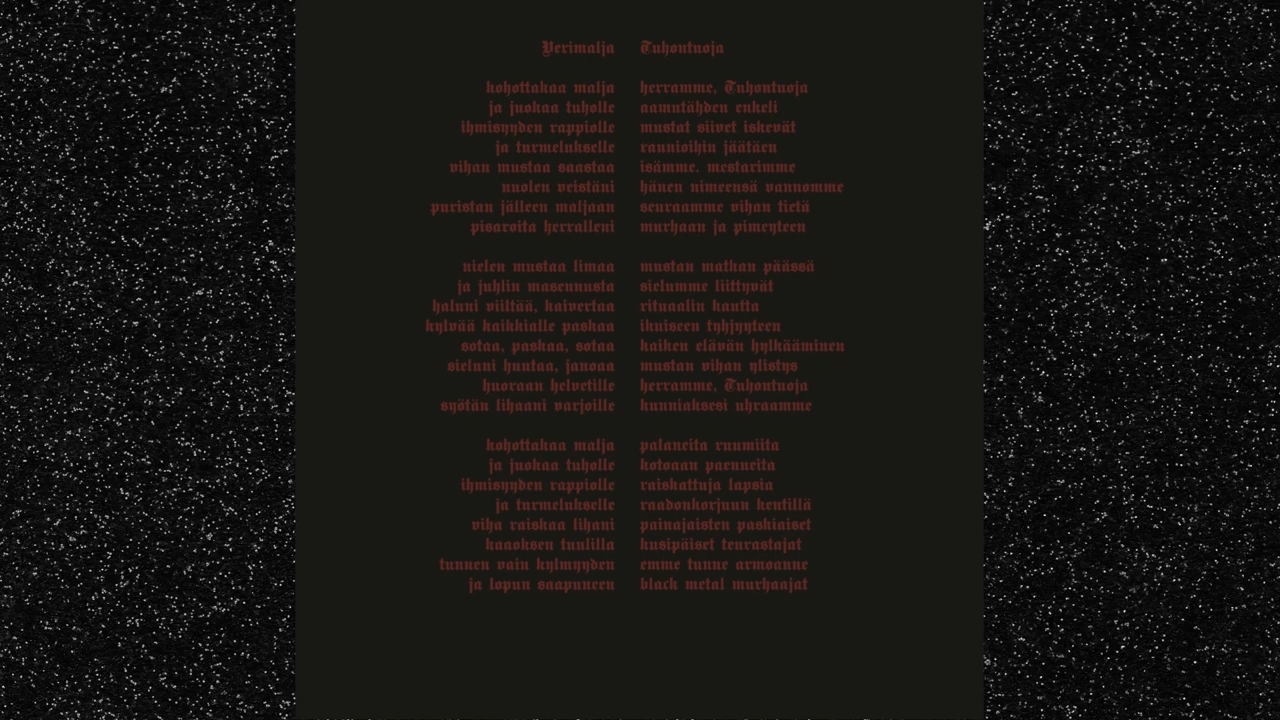 Verimalja
kohottakaa malja
ja juokaa tuholle
ihmisyyden rappiolle
ja turmelukselle
vihan mustaa saastaa
nuolen veistäni
puristan jälleen maljaan
pisaroita herralleni
nielen mustaa limaa
ja juhlin masennusta
haluni viiltää, kaivertaa
kylvää kaikkialle paskaa
sotaa, paskaa, sotaa
sieluni huutaa, janoaa
huoraan helvetille
syötän lihaani varjoille
kohottakaa malja
ja juokaa tuholle
ihmisyyden rappiolle
ja turmelukselle
viha raiskaa lihani
kaaoksen tuulilla
tunnen vain kylmyyden
ja lopun saapuneen
Tuhontuoja
herramme, Tuhontuoja
aamutähden enkeli
mustat siivet iskevät
raunioihin jäätäen
isämme. mestarimme
hänen nimeensä vannomme
seuraamme vihan tietä
murhaan ja pimeyteen
mustan matkan päässä
sielumme liittyvät
rituaalin kautta
ikuiseen tyhjyyteen
kaiken elävän hylkääminen
mustan vihan ylistys
herramme, Tuhontuoja
kunniaksesi uhraamme
palaneita ruumiita
kotoaan paenneita
raiskattuja lapsia
raadonkorjuun kentillä
painajaisten paskiaiset
kusipäiset teurastajat
emme tunne armoanne
black metal murhaajat